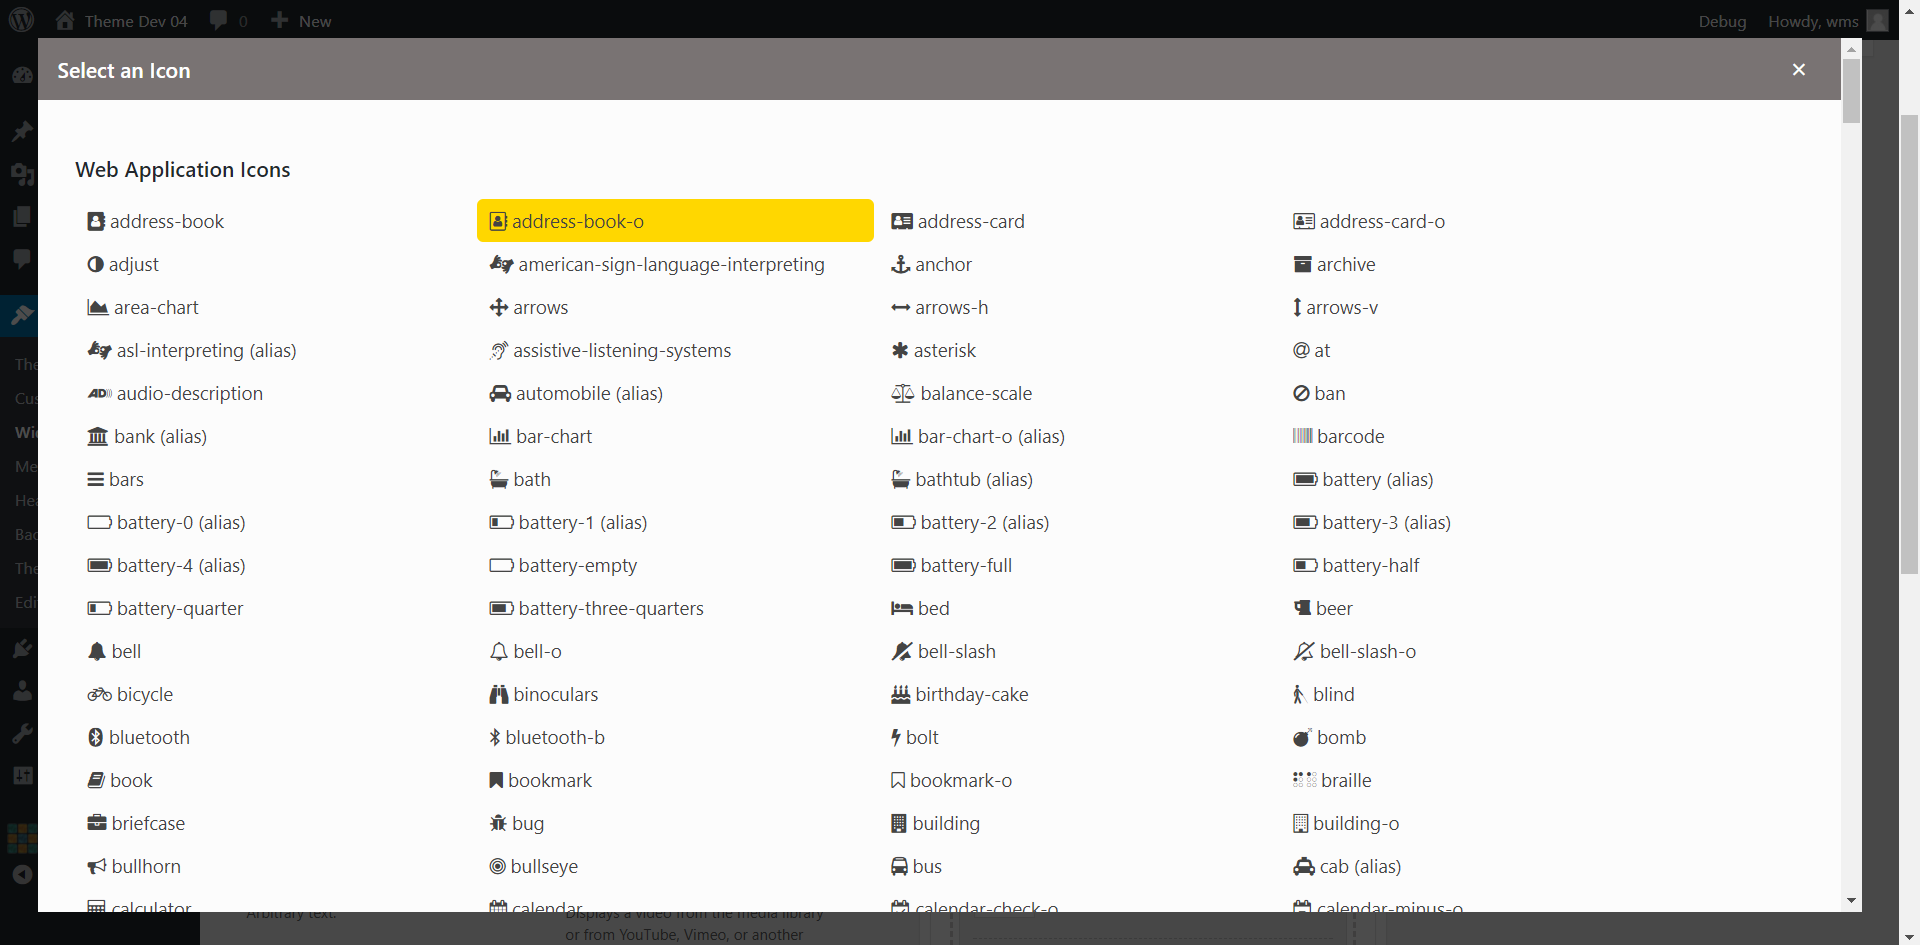 Theme Dev 04 0 New Debug Howdy, wms
Select an Icon ×
Web Application Icons
address-book address-book-o address-card address-card-o
adjust american-sign-language-interpreting anchor archive
area-chart arrows arrows-h arrows-v
asl-interpreting (alias) assistive-listening-systems asterisk at
audio-description automobile (alias) balance-scale ban
bank (alias) bar-chart bar-chart-o (alias) barcode
bars bath bathtub (alias) battery (alias)
battery-0 (alias) battery-1 (alias) battery-2 (alias) battery-3 (alias)
battery-4 (alias) battery-empty battery-full battery-half
battery-quarter battery-three-quarters bed beer
bell bell-o bell-slash bell-slash-o
bicycle binoculars birthday-cake blind
bluetooth bluetooth-b bolt bomb
book bookmark bookmark-o braille
briefcase bug building building-o
bullhorn bullseye bus cab (alias)
calculator calendar calendar-check-o calendar-minus-o
Arbitrary text. Displays a video from the media library
or from YouTube, Vimeo, or another